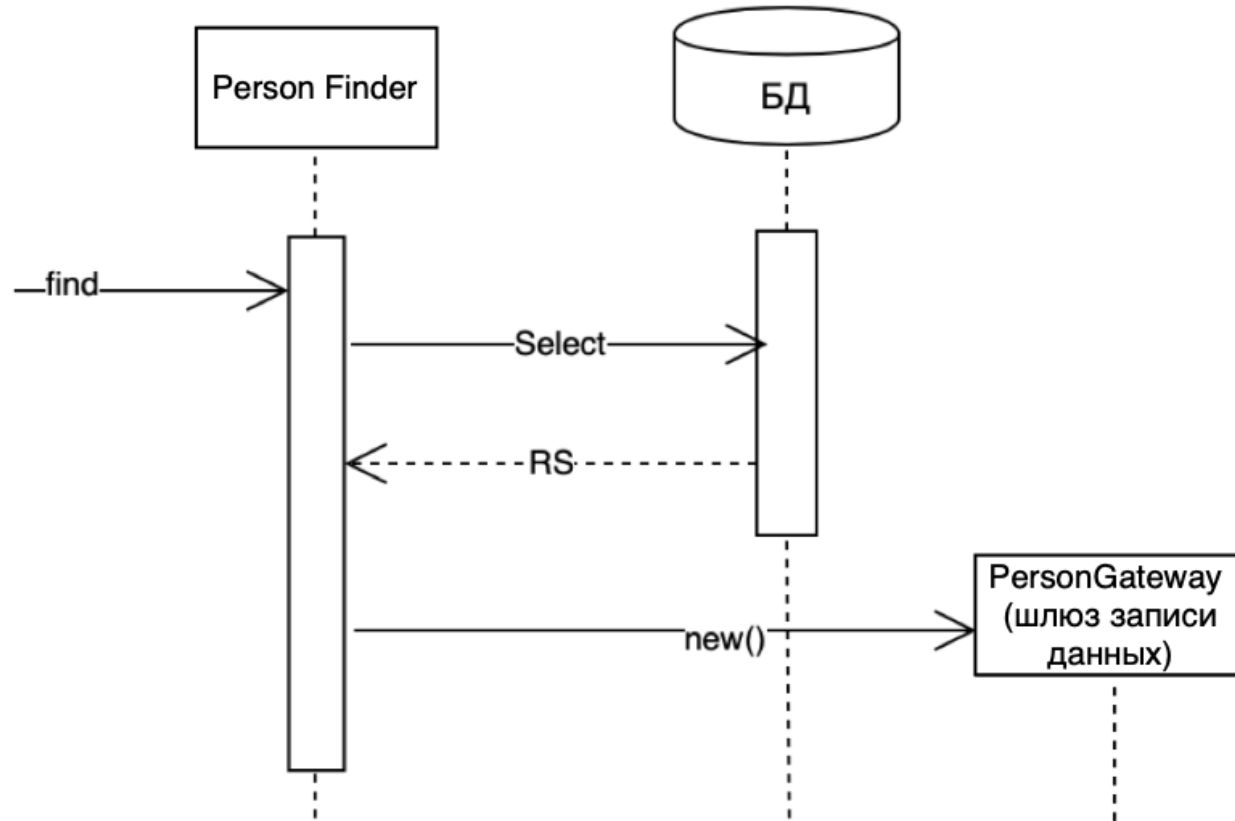 Person Finder
БД
find
Select
RS
PersonGateway
(шлюз записи
данных)
new()